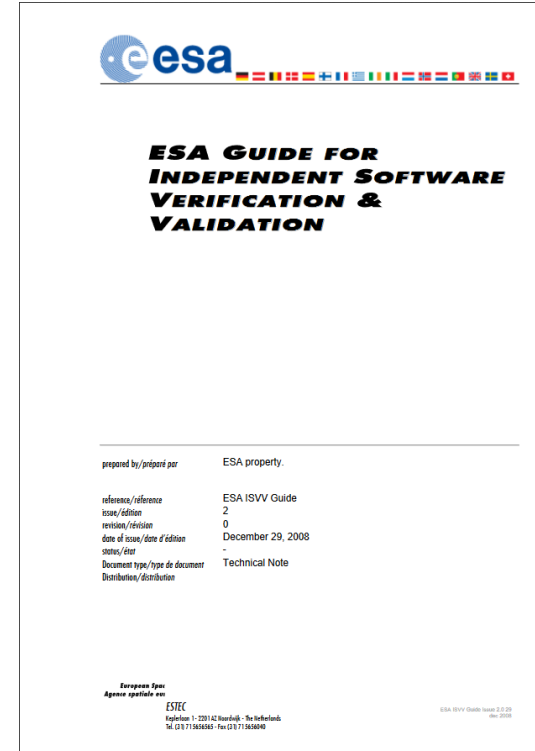 esa
ESA GUIDE FOR
INDEPENDENT SOFTWARE
VERIFICATION &
VALIDATION
prepared by/préparé par ESA property.
reference/réference ESA ISVV Guide
issue/édition 2
revision/révision 0
date of issue/date d'édition December 29, 2008
status/état -
Document type/type de document Technical Note
Distribution/distribution
European Spac
Agence spatiale eur
ESTEC
Keplerlaan 1 - 2201 AZ Noordwijk - The Netherlands
Tel. (31) 71 5656565 - Fax (31) 71 5656040
ESA ISVV Guide Issue 2.0 29
dec 2008